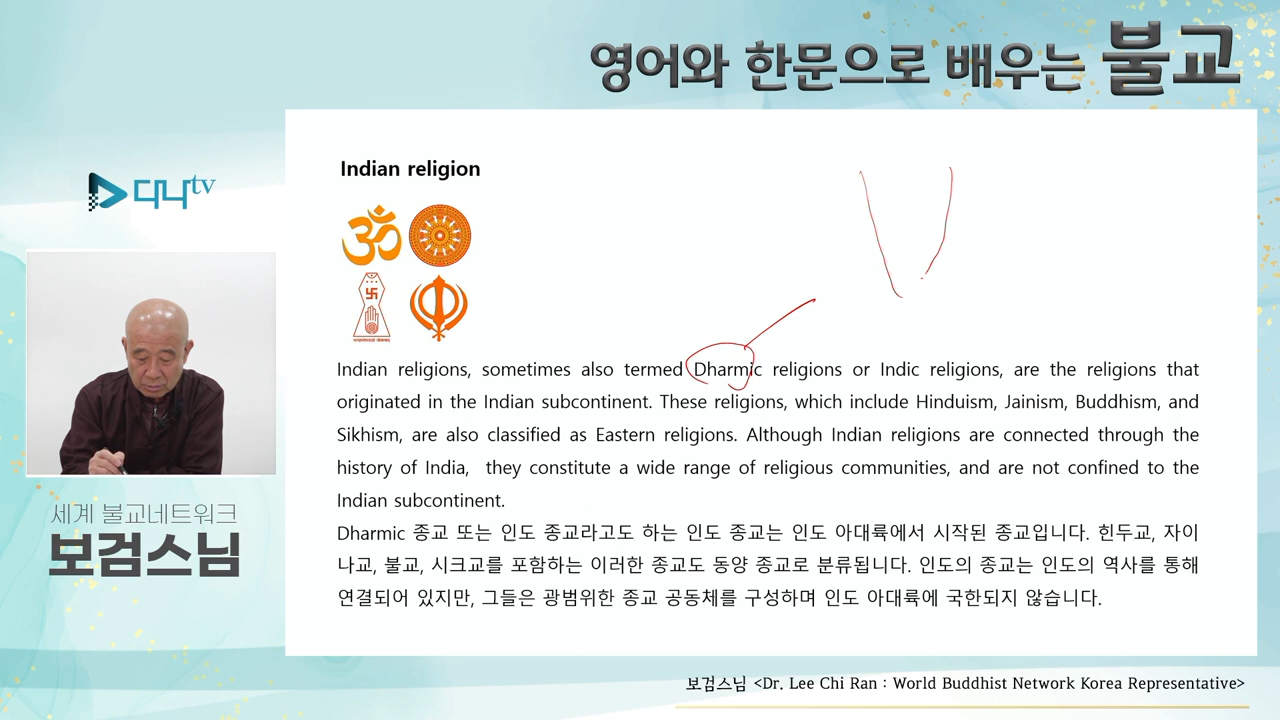 영어와 한문으로 배우는 불교
디나tv
Indian religion
Indian religions, sometimes also termed Dharmic religions or Indic religions, are the religions that
originated in the Indian subcontinent. These religions, which include Hinduism, Jainism, Buddhism, and
Sikhism, are also classified as Eastern religions. Although Indian religions are connected through the
history of India, they constitute a wide range of religious communities, and are not confined to the
Indian subcontinent.
Dharmic 종교 또는 인도 종교라고도 하는 인도 종교는 인도 아대륙에서 시작된 종교입니다. 힌두교, 자이
나교, 불교, 시크교를 포함하는 이러한 종교도 동양 종교로 분류됩니다. 인도의 종교는 인도의 역사를 통해
연결되어 있지만, 그들은 광범위한 종교 공동체를 구성하며 인도 아대륙에 국한되지 않습니다.
세계 불교네트워크
보검스님
보검스님 <Dr. Lee Chi Ran : World Buddhist Network Korea Representative>